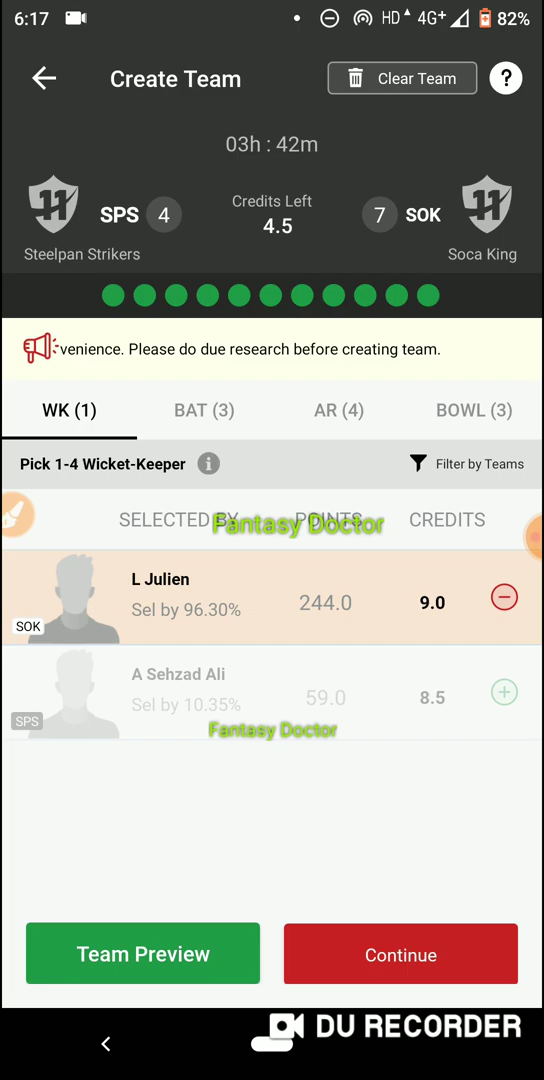 6:17 HD 4G+ 82%
Create Team Clear Team ?
03h : 42m
SPS 4 Credits Left 7 SOK
4.5
Steelpan Strikers Soca King
venience. Please do due research before creating team.
WK (1) BAT (3) AR (4) BOWL (3)
Pick 1-4 Wicket-Keeper i Filter by Teams
SELECTED BY POINTS CREDITS
Fantasy Doctor
L Julien
Sel by 96.30% 244.0 9.0
SOK
A Sehzad Ali
Sel by 10.35% 59.0 8.5
SPS
Fantasy Doctor
Team Preview Continue
DU RECORDER